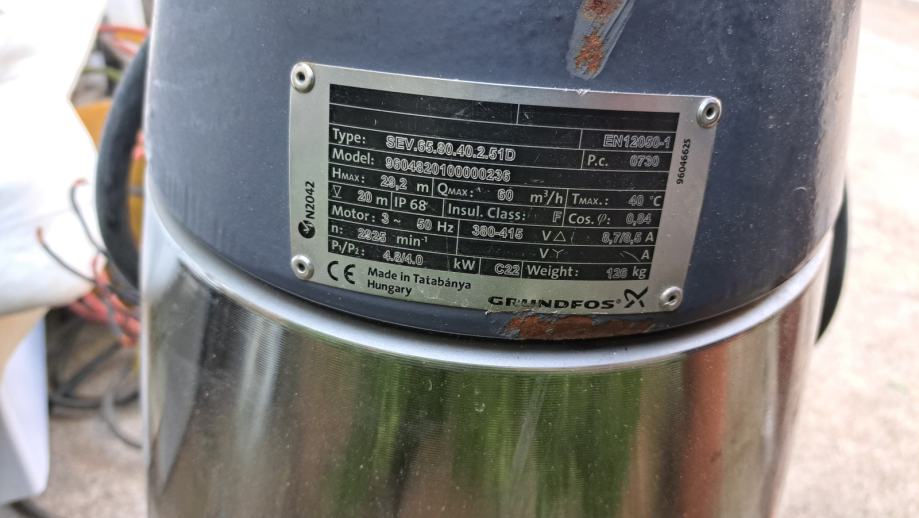 EN12050-1
Type: SEV.65.80.40.2.51D P.c. 0730
Model: 9604820100000236
HMAX: 29,2 m QMAX: 60 m³/h TMAX.: 40 °C
∇ 20 m IP 68 Insul. Class: F Cos. φ: 0,84
Motor: 3 ~ 50 Hz 380-415 V△ 8,7/8,5 A
n: 2925 min⁻¹ VY A
P₁/P₂: 4.8/4.0 kW C22 Weight: 126 kg
CE Made in Tatabánya
Hungary
GRUNDFOS
N2042
96046625